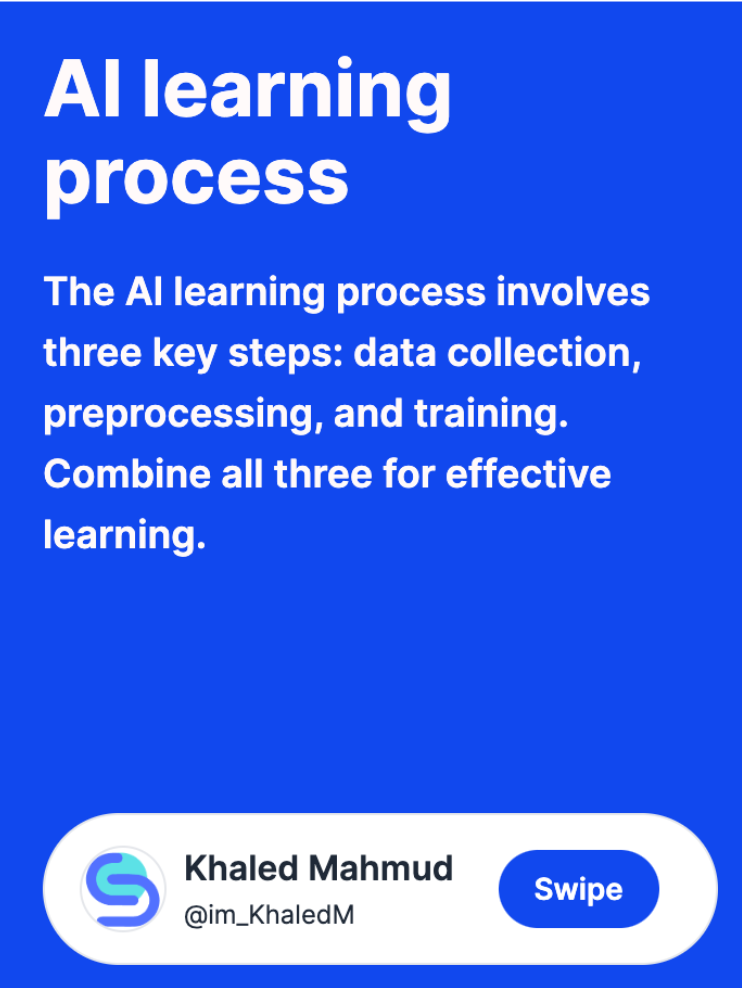 AI learning
process
The AI learning process involves
three key steps: data collection,
preprocessing, and training.
Combine all three for effective
learning.
Khaled Mahmud
@im_KhaledM
Swipe